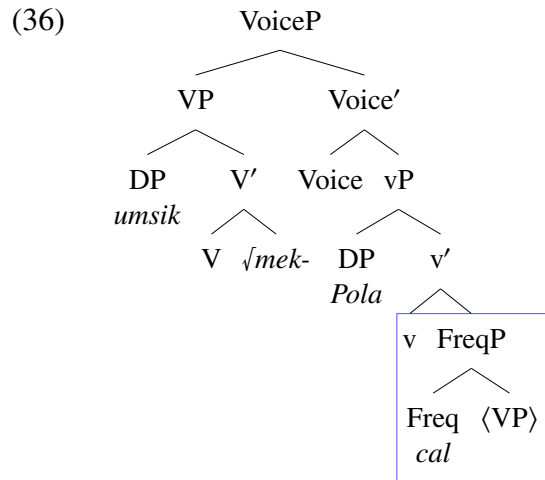 (36) VoiceP
VP Voice′
DP V′ Voice vP
umsik
V √mek- DP v′
Pola
v FreqP
Freq ⟨VP⟩
cal